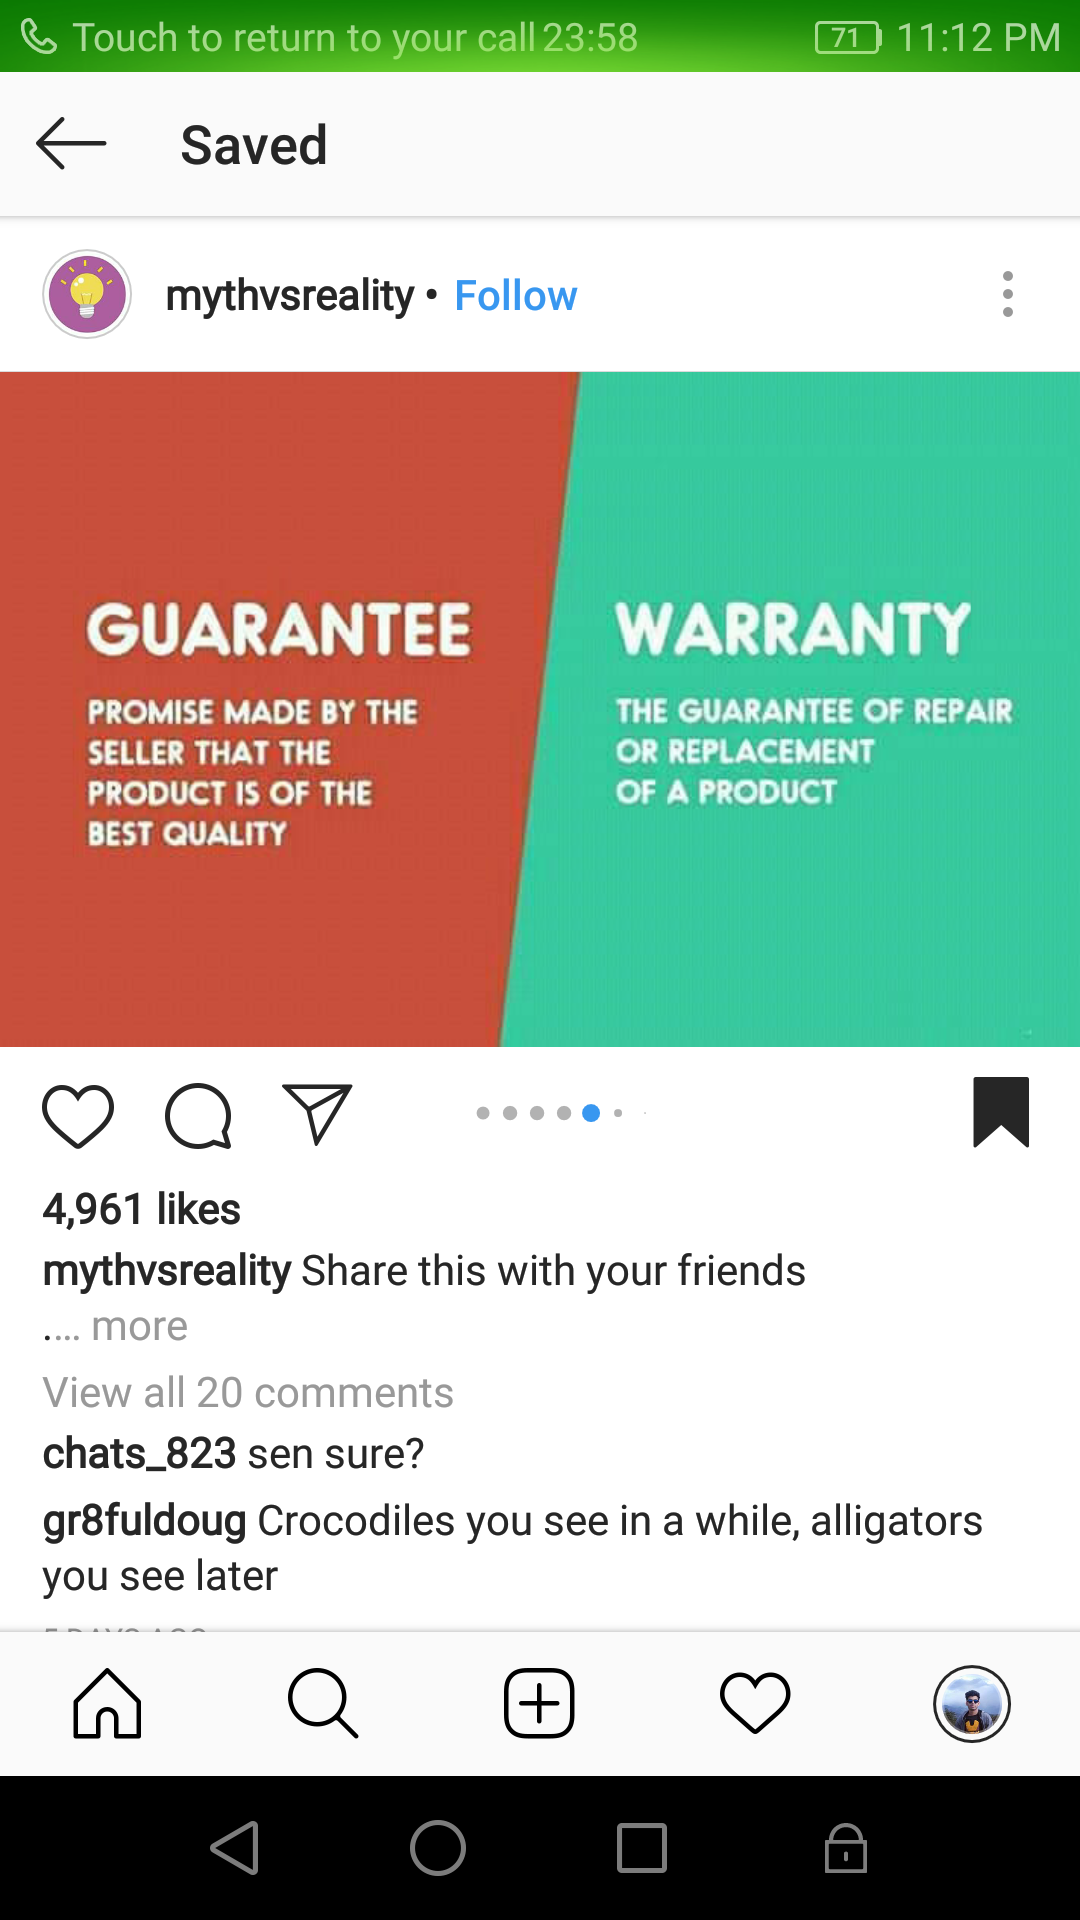 Touch to return to your call 23:58 71 11:12 PM
Saved
mythvsreality • Follow
GUARANTEE
PROMISE MADE BY THE
SELLER THAT THE
PRODUCT IS OF THE
BEST QUALITY
WARRANTY
THE GUARANTEE OF REPAIR
OR REPLACEMENT
OF A PRODUCT
4,961 likes
mythvsreality Share this with your friends
.... more
View all 20 comments
chats_823 sen sure?
gr8fuldoug Crocodiles you see in a while, alligators
you see later
5 DAYS AGO